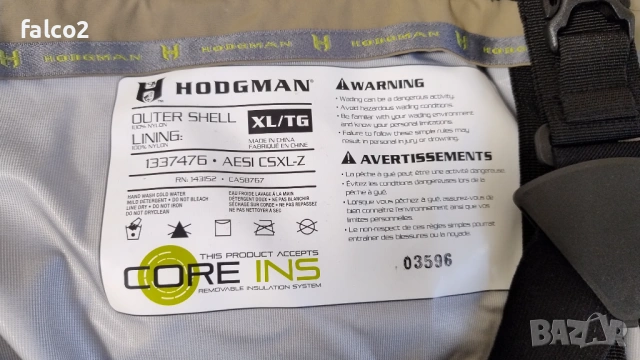 falco2
HODGMAN
HODGMAN
HODGMAN
HODGMAN®
OUTER SHELL
100% NYLON
XL/TG
LINING:
100% NYLON
MADE IN CHINA
FABRIQUÉ EN CHINE
1337476 • AESI CSXL-Z
RN: 143152 • CA58767
HAND WASH COLD WATER
MILD DETERGENT • DO NOT BLEACH
LINE DRY • DO NOT IRON
DO NOT DRYCLEAN
EAU FROIDE LAVAGE À LA MAIN
DÉTERGENT DOUX • NE PAS BLANCHIR
SÉCHAGE SUR CORDE • NE PAS REPASSER
NE PAS NETTOYER À SEC
THIS PRODUCT ACCEPTS
CORE INS
REMOVABLE INSULATION SYSTEM
WARNING
• Wading can be a dangerous activity.
• Avoid hazardous wading conditions.
• Be familiar with your wading environment
and know your personal limitations.
• Failure to follow these simple rules may
result in personal injury or drowning.
AVERTISSEMENTS
La pêche à gué peut être une activité dangereuse.
• Évitez les conditions dangereuses lors de la
pêche à gué.
• Lorsque vous pêchez à gué, assurez-vous de
bien connaître l'environnement ainsi que vos
limites personnelles.
• Le non-respect de ces règles simples pourrait
entraîner des blessures ou la noyade.
03596
BAZAR